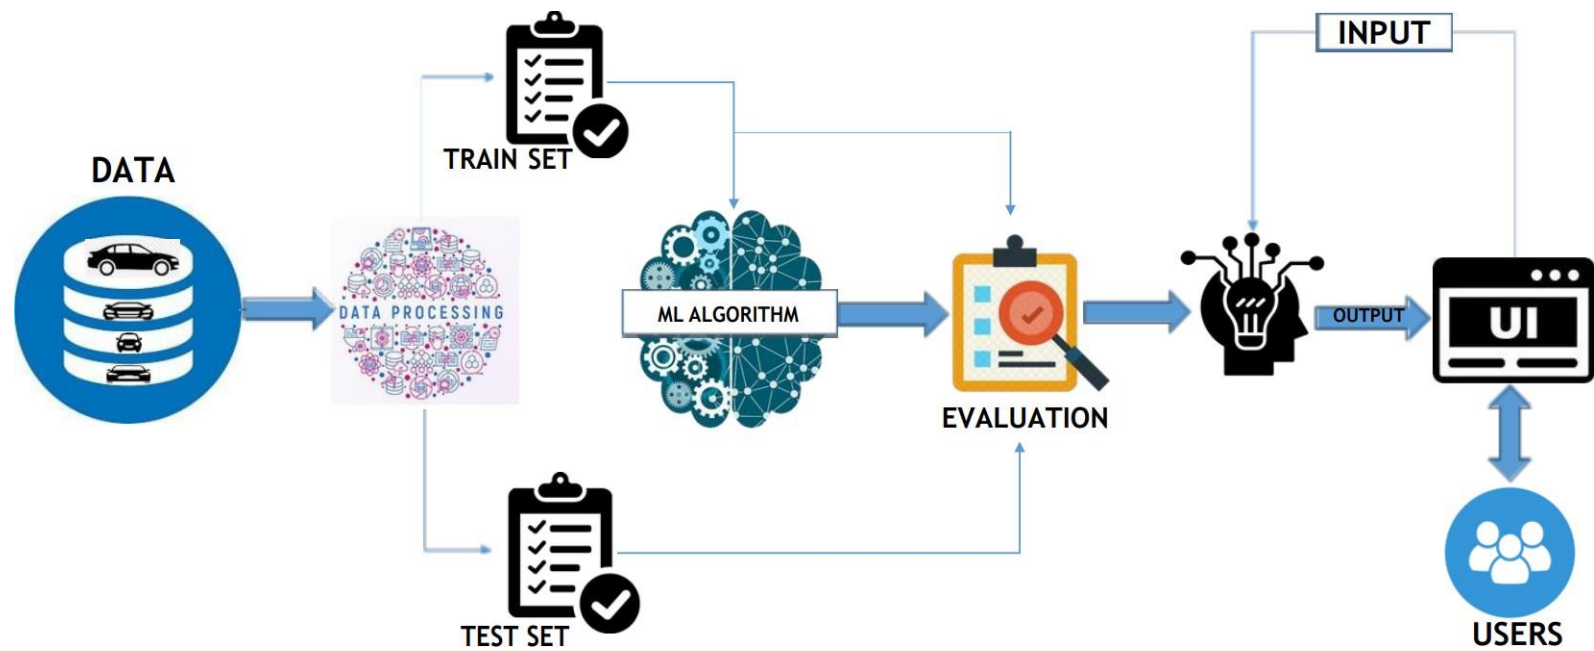 INPUT
TRAIN SET
DATA
DATA PROCESSING
ML ALGORITHM
OUTPUT
UI
EVALUATION
TEST SET
USERS